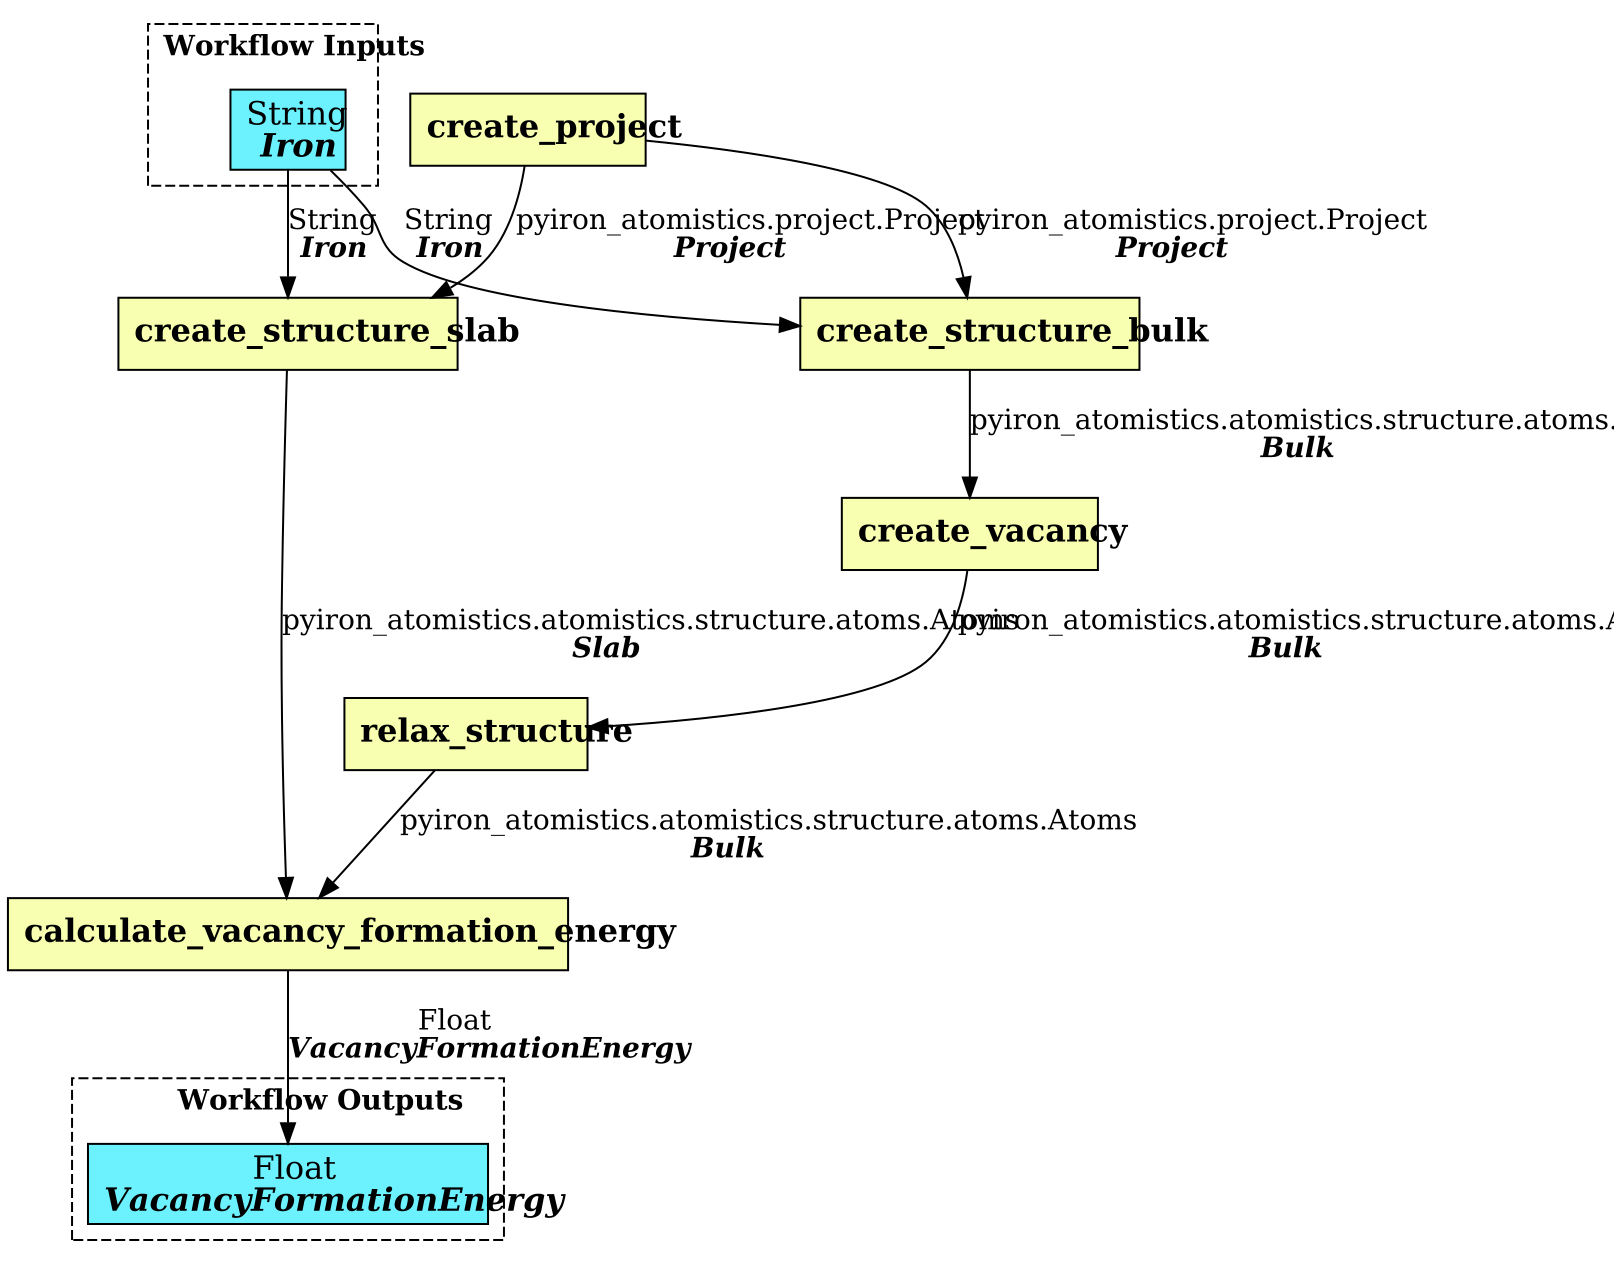 Workflow Inputs
String
Iron
create_project
String
Iron
String
Iron
pyiron_atomistics.project.Project
Project
pyiron_atomistics.project.Project
Project
create_structure_slab
create_structure_bulk
pyiron_atomistics.atomistics.structure.atoms.
Bulk
create_vacancy
pyiron_atomistics.atomistics.structure.atoms.Atoms
Slab
pyiron_atomistics.atomistics.structure.atoms.A
Bulk
relax_structure
pyiron_atomistics.atomistics.structure.atoms.Atoms
Bulk
calculate_vacancy_formation_energy
Float
VacancyFormationEnergy
Workflow Outputs
Float
VacancyFormationEnergy